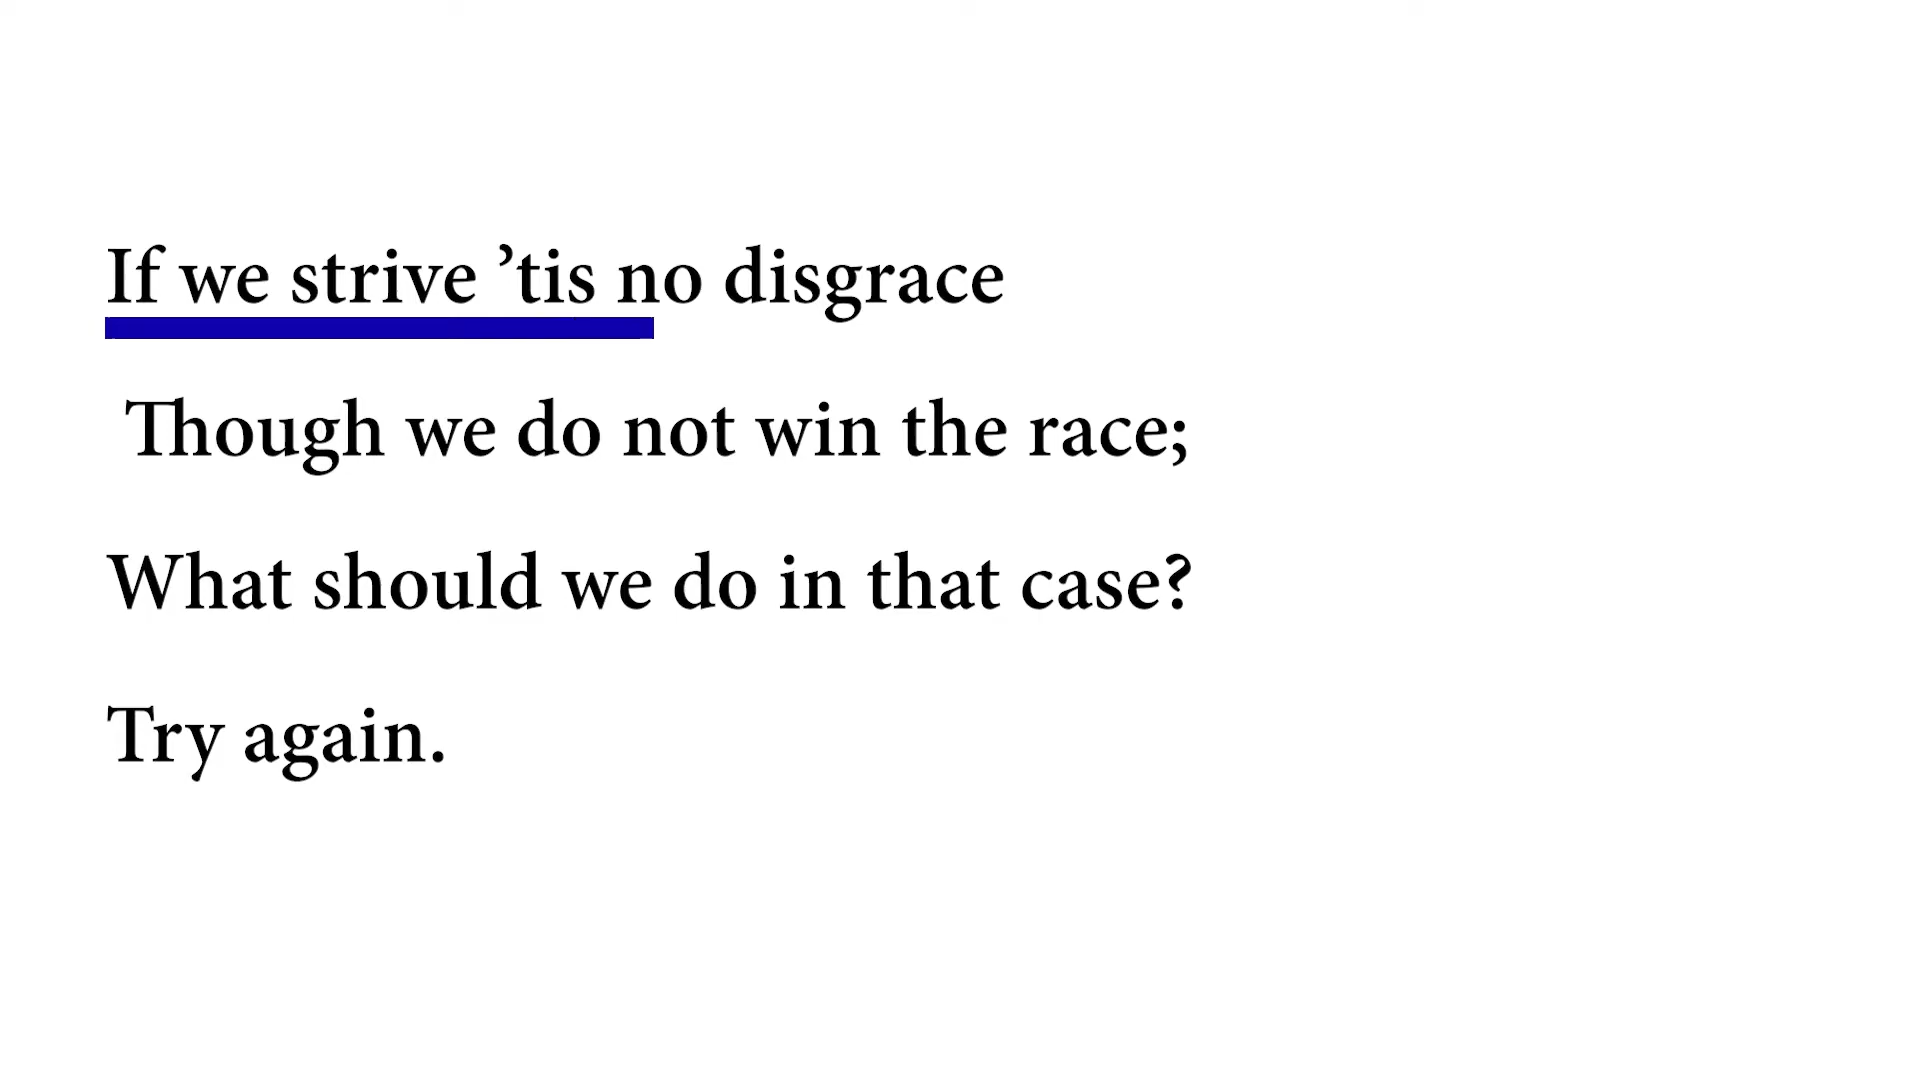 If we strive ’tis no disgrace
Though we do not win the race;
What should we do in that case?
Try again.